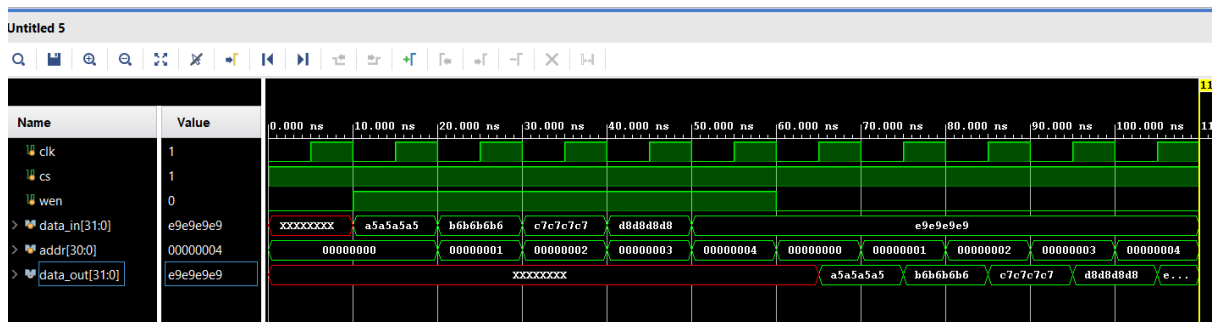 Untitled 5
11
Name Value 0.000 ns 10.000 ns 20.000 ns 30.000 ns 40.000 ns 50.000 ns 60.000 ns 70.000 ns 80.000 ns 90.000 ns 100.000 ns 11
clk 1
cs 1
wen 0
data_in[31:0] e9e9e9e9 XXXXXXXX a5a5a5a5 b6b6b6b6 c7c7c7c7 d8d8d8d8 e9e9e9e9
addr[30:0] 00000004 00000000 00000001 00000002 00000003 00000004 00000000 00000001 00000002 00000003 00000004
data_out[31:0] e9e9e9e9 XXXXXXXX a5a5a5a5 b6b6b6b6 c7c7c7c7 d8d8d8d8 e...